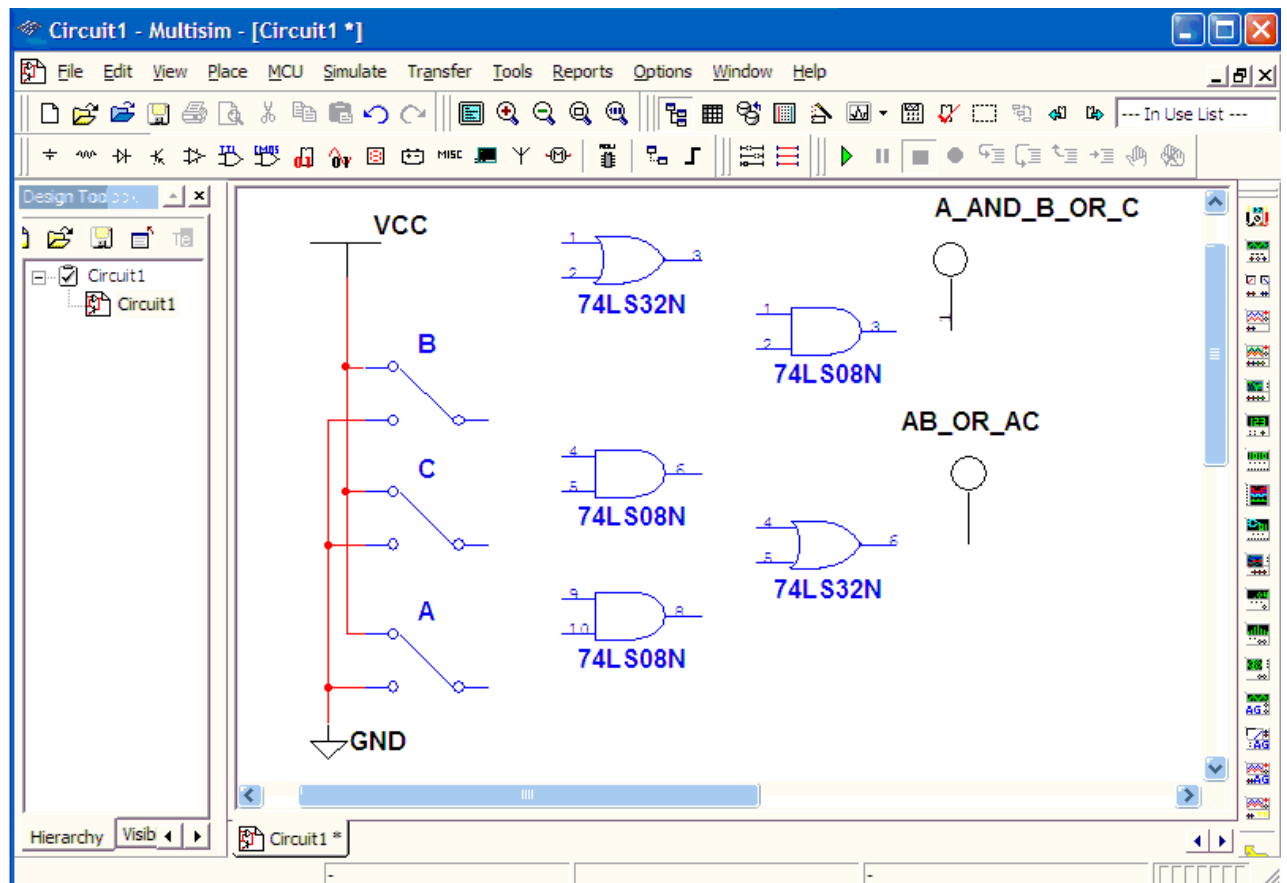 Circuit1 - Multisim - [Circuit1 *]
File Edit View Place MCU Simulate Transfer Tools Reports Options Window Help
--- In Use List ---
MISC
Design
Circuit1
Circuit1
VCC
A_AND_B_OR_C
1
2
3
74LS32N
1
2
3
74LS08N
B
AB_OR_AC
C
4
5
6
74LS08N
4
5
6
74LS32N
A
9
10
8
74LS08N
GND
Hierarchy Visib
Circuit1 *
-
-